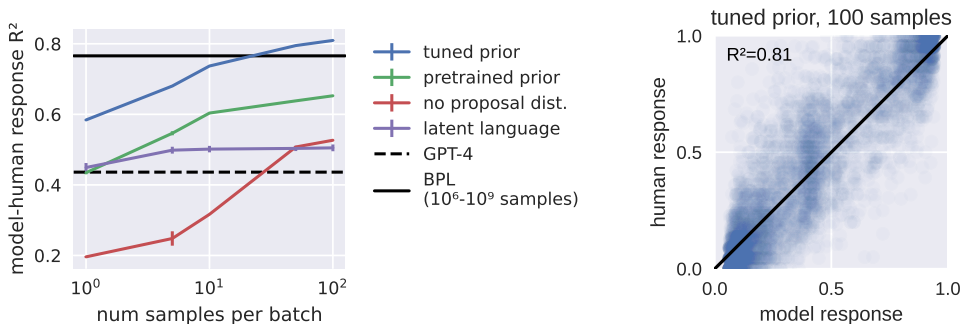 model-human response R²
0.8
0.6
0.4
0.2
10⁰
10¹
10²
num samples per batch
tuned prior
pretrained prior
no proposal dist.
latent language
GPT-4
BPL
(10⁶-10⁹ samples)
tuned prior, 100 samples
R²=0.81
human response
1.0
0.5
0.0
0.0
0.5
1.0
model response